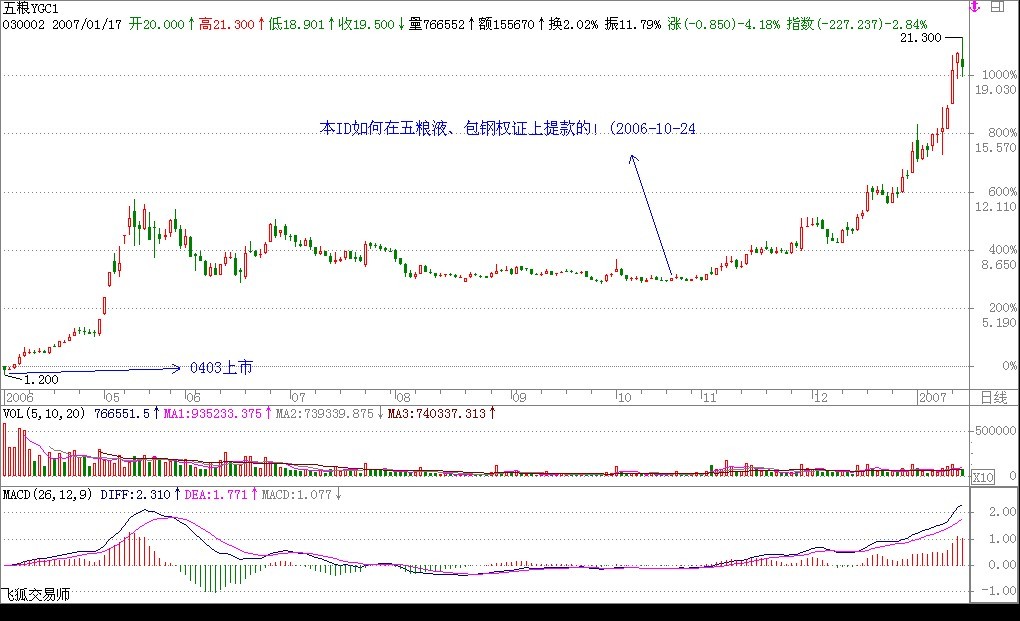 五粮YGC1
030002 2007/01/17 开20.000↑高21.300↑低18.901↑收19.500↓量766552↑额155670↑换2.02% 振11.79% 涨(-0.850)-4.18% 指数(-227.237)-2.84%
21.300
1000%
19.030
本ID如何在五粮液、包钢权证上提款的!(2006-10-24
800%
15.570
600%
12.110
400%
8.650
200%
5.190
0403上市
0%
1.200
2006 05 06 07 08 09 10 11 12 2007 日线
VOL(5,10,20) 766551.5↑MA1:935233.375↑MA2:739339.875↓MA3:740337.313↑
500000
X10 0
MACD(26,12,9) DIFF:2.310↑DEA:1.771↑MACD:1.077↓
2.00
1.00
0.00
-1.00
飞狐交易师